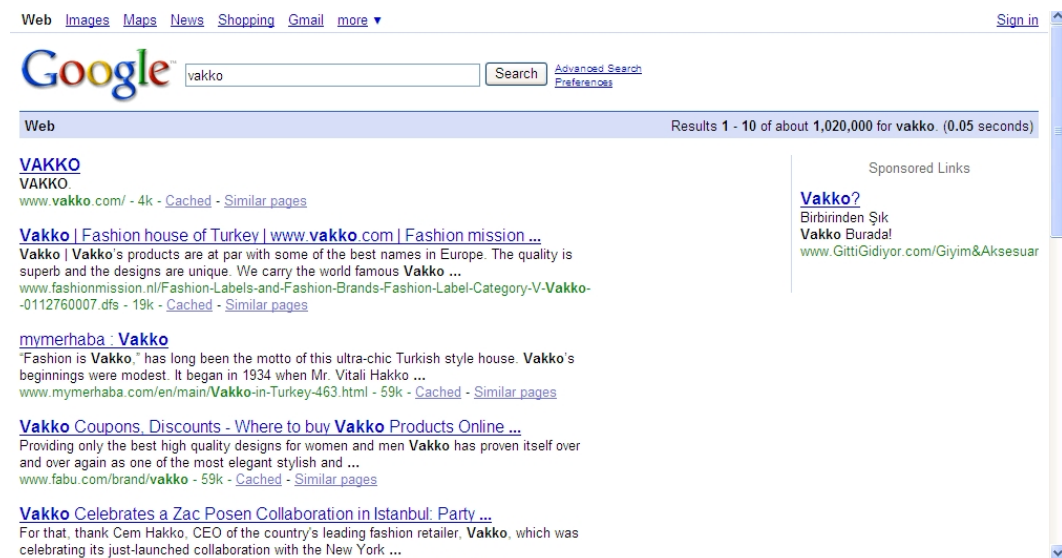 Web Images Maps News Shopping Gmail more ▼ Sign in
Google™ vakko Search Advanced Search
Preferences
Web Results 1 - 10 of about 1,020,000 for vakko. (0.05 seconds)
VAKKO
VAKKO.
www.vakko.com/ - 4k - Cached - Similar pages
Vakko | Fashion house of Turkey | www.vakko.com | Fashion mission ...
Vakko | Vakko's products are at par with some of the best names in Europe. The quality is
superb and the designs are unique. We carry the world famous Vakko ...
www.fashionmission.nl/Fashion-Labels-and-Fashion-Brands-Fashion-Label-Category-V-Vakko-
-0112760007.dfs - 19k - Cached - Similar pages
mymerhaba : Vakko
“Fashion is Vakko,” has long been the motto of this ultra-chic Turkish style house. Vakko's
beginnings were modest. It began in 1934 when Mr. Vitali Hakko ...
www.mymerhaba.com/en/main/Vakko-in-Turkey-463.html - 59k - Cached - Similar pages
Vakko Coupons, Discounts - Where to buy Vakko Products Online ...
Providing only the best high quality designs for women and men Vakko has proven itself over
and over again as one of the most elegant stylish and ...
www.fabu.com/brand/vakko - 59k - Cached - Similar pages
Vakko Celebrates a Zac Posen Collaboration in Istanbul: Party ...
For that, thank Cem Hakko, CEO of the country's leading fashion retailer, Vakko, which was
celebrating its just-launched collaboration with the New York ...
Sponsored Links
Vakko?
Birbirinden Şık
Vakko Burada!
www.GittiGidiyor.com/Giyim&Aksesuar